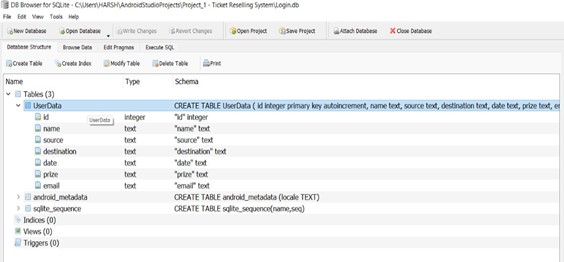 DB Browser for SQLite - C:\Users\HARSH\AndroidStudioProjects\Project_1 - Ticket Reselling System\Login.db
File Edit View Tools Window Help
New Database Open Database Write Changes Revert Changes Open Project Save Project Attach Database Close Database
Database Structure Browse Data Edit Pragmas Execute SQL
Create Table Create Index Modify Table Delete Table Print
Name Type Schema
Tables (3)
UserData CREATE TABLE UserData ( id integer primary key autoincrement, name text, source text, destination text, date text, prize text, em
id integer "id" integer
UserData
name text "name" text
source text "source" text
destination text "destination" text
date text "date" text
prize text "prize" text
email text "email" text
android_metadata CREATE TABLE android_metadata (locale TEXT)
sqlite_sequence CREATE TABLE sqlite_sequence(name,seq)
Indices (0)
Views (0)
Triggers (0)